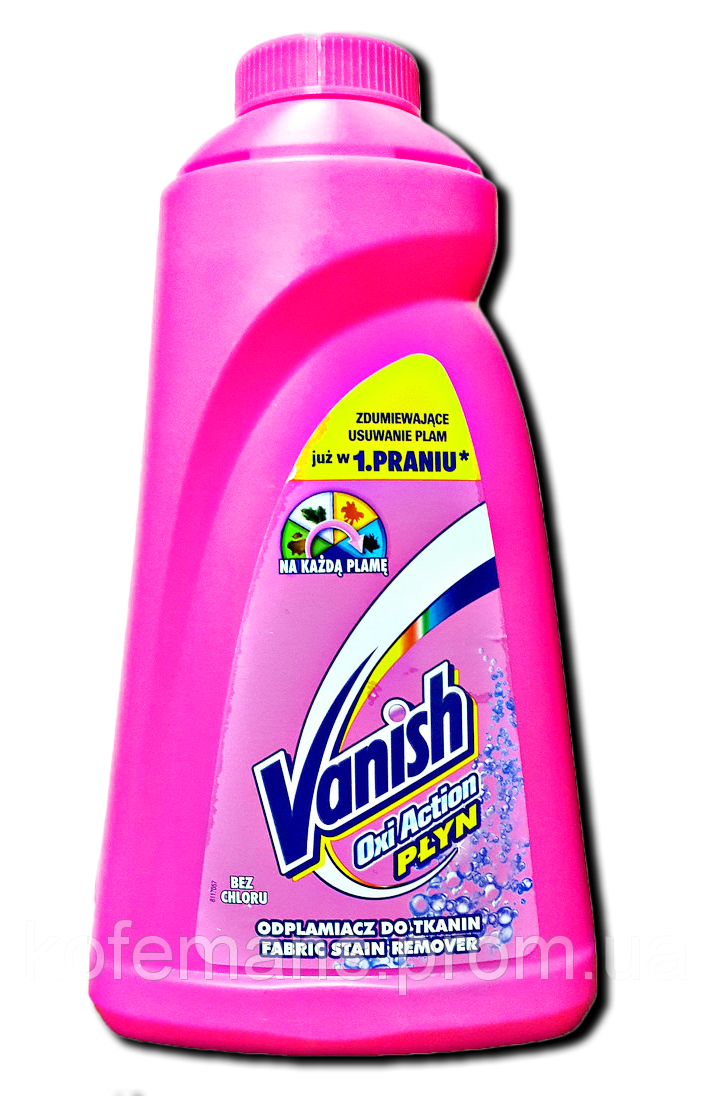 ZDUMIEWAJĄCE
USUWANIE PLAM
już w 1.PRANIU*
NA KAŻDĄ PLAMĘ
Vanish
Oxi Action
PŁYN
BEZ
CHLORU
8117057
ODPLAMIACZ DO TKANIN
FABRIC STAIN REMOVER
kofemans.prom.ua